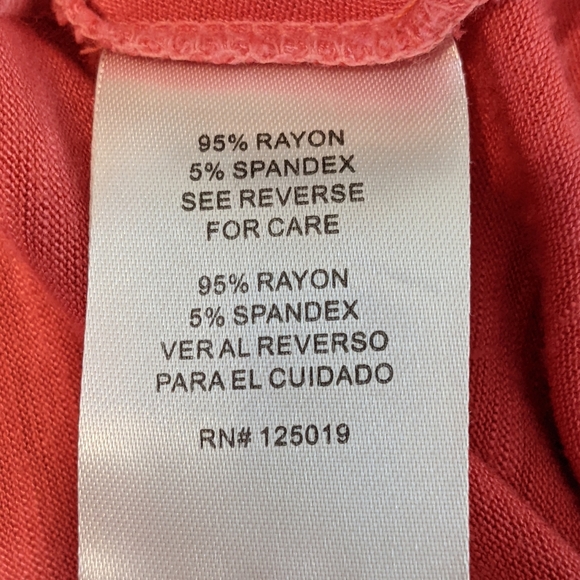 95% RAYON
5% SPANDEX
SEE REVERSE
FOR CARE
95% RAYON
5% SPANDEX
VER AL REVERSO
PARA EL CUIDADO
RN# 125019